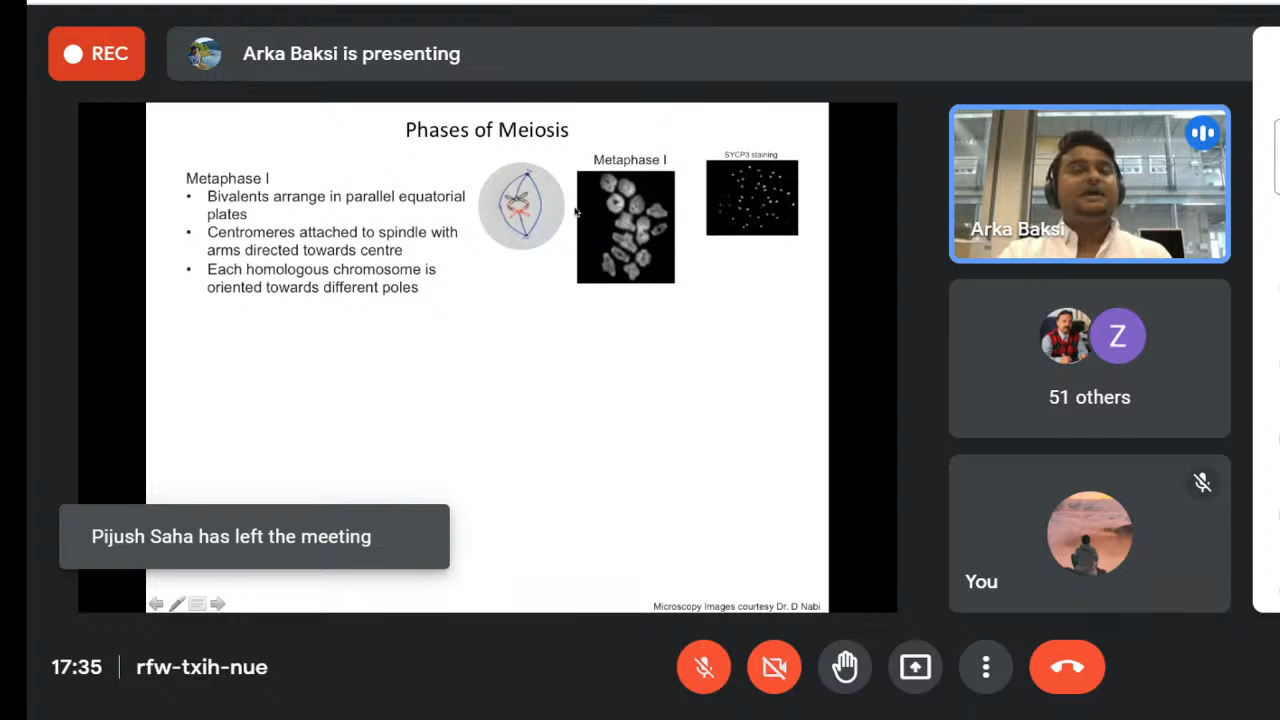 REC
Arka Baksi is presenting
Phases of Meiosis
Metaphase I
• Bivalents arrange in parallel equatorial
plates
• Centromeres attached to spindle with
arms directed towards centre
• Each homologous chromosome is
oriented towards different poles
Metaphase I
SYCP3 staining
Arka Baksi
Z
51 others
Pijush Saha has left the meeting
You
Microscopy Images courtesy Dr. D Nabi
17:35
rfw-txih-nue